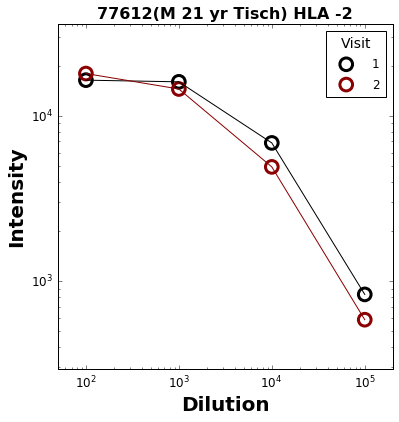 77612(M 21 yr Tisch) HLA -2
Visit
1
2
Intensity
10^4
10^3
10^2 10^3 10^4 10^5
Dilution